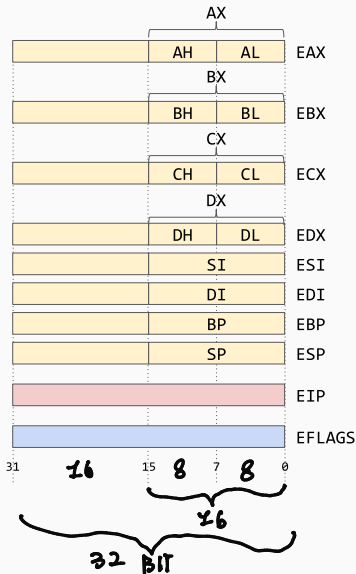 AX
AH AL EAX
BX
BH BL EBX
CX
CH CL ECX
DX
DH DL EDX
SI ESI
DI EDI
BP EBP
SP ESP
EIP
EFLAGS
31 15 7 0
16 8 8
16
32 BIT